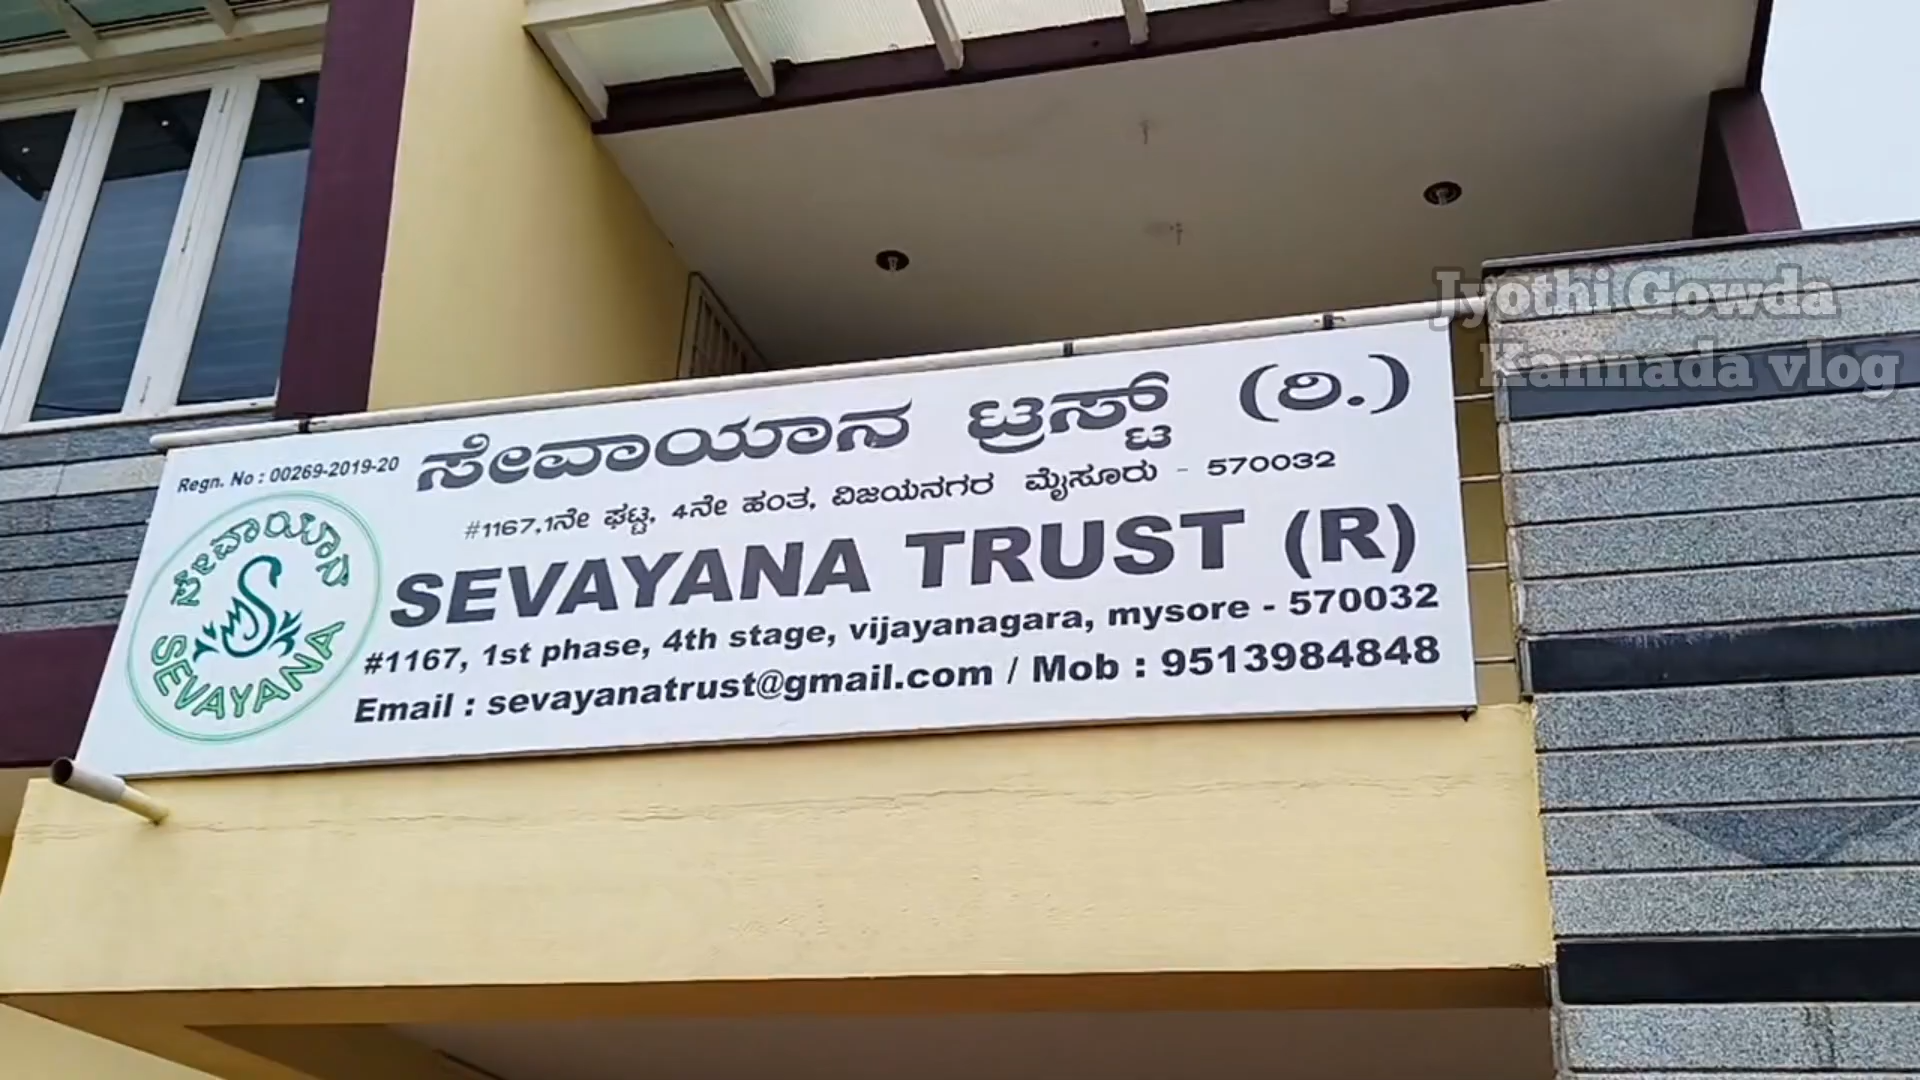 Regn. No : 00269-2019-20
ಸೇವಾಯಾನ ಟ್ರಸ್ಟ್ (ರಿ.)
#1167,1ನೇ ಘಟ್ಟ, 4ನೇ ಹಂತ, ವಿಜಯನಗರ ಮೈಸೂರು - 570032
SEVAYANA TRUST (R)
#1167, 1st phase, 4th stage, vijayanagara, mysore - 570032
Email : sevayanatrust@gmail.com / Mob : 9513984848
ಸೇವಾಯಾನ
SEVAYANA
Jyothi Gowda
Kannada vlog